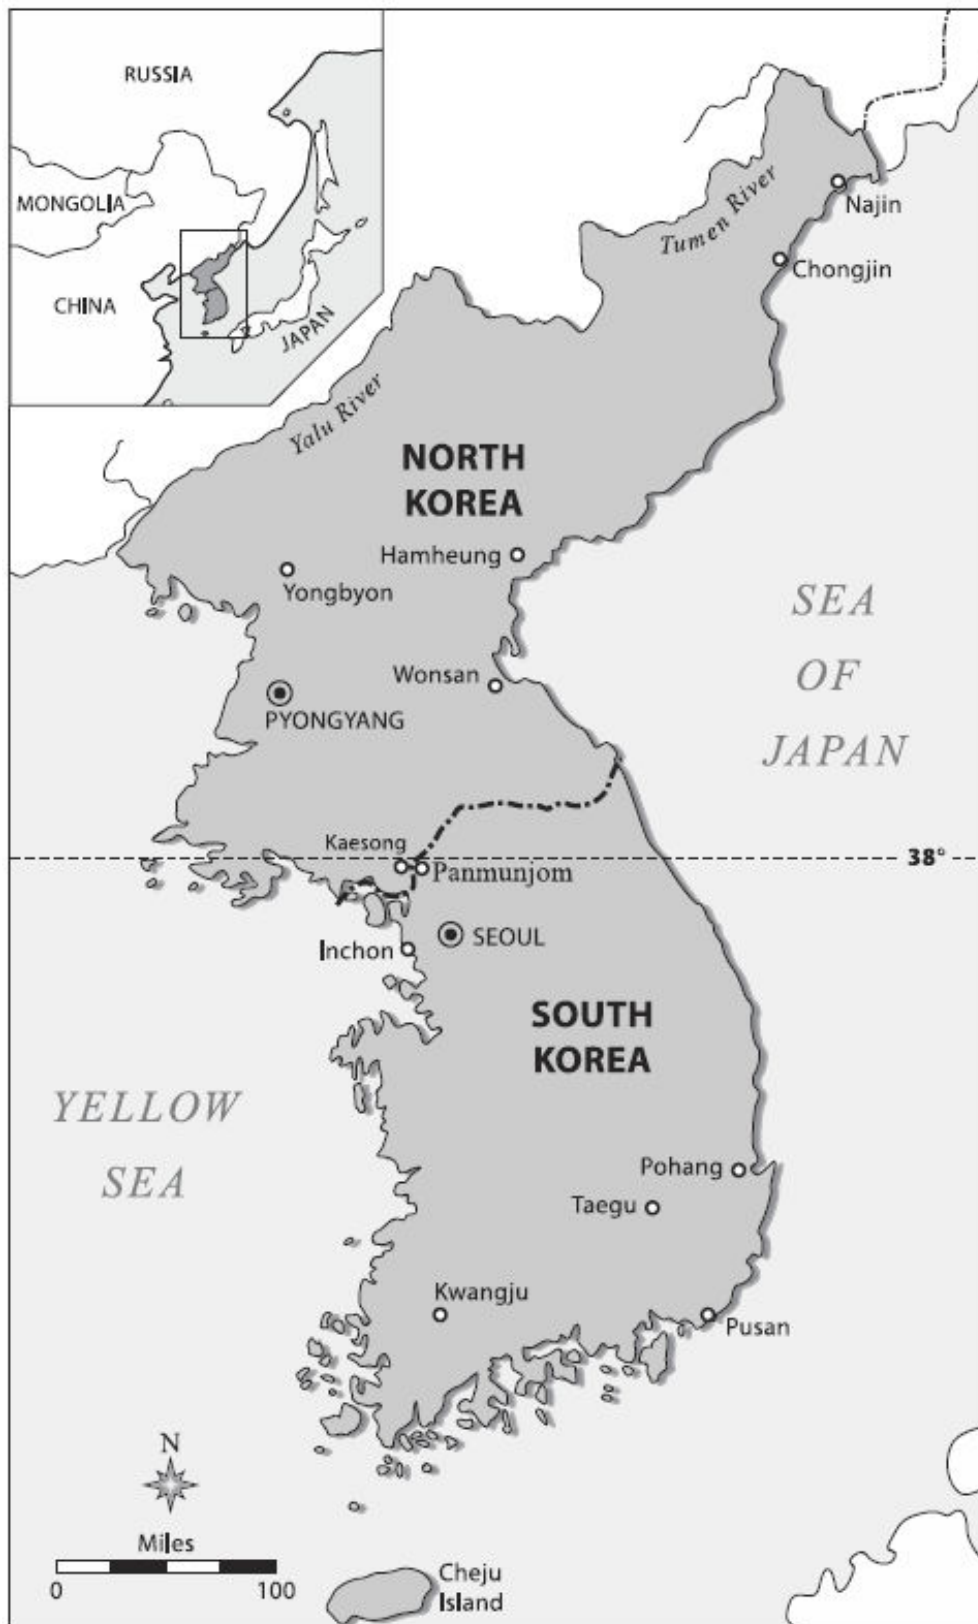 RUSSIA
MONGOLIA
CHINA
JAPAN
Tumen River
Najin
Chongjin
Yalu River
NORTH
KOREA
Hamheung
Yongbyon
SEA
OF
JAPAN
Wonsan
PYONGYANG
Kaesong
38°
Panmunjom
SEOUL
Inchon
SOUTH
KOREA
YELLOW
SEA
Pohang
Taegu
Kwangju
Pusan
N
Miles
0 100
Cheju
Island